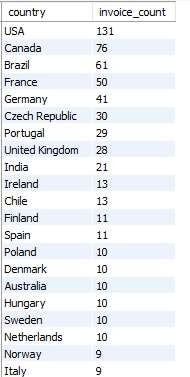 country invoice_count
USA 131
Canada 76
Brazil 61
France 50
Germany 41
Czech Republic 30
Portugal 29
United Kingdom 28
India 21
Ireland 13
Chile 13
Finland 11
Spain 11
Poland 10
Denmark 10
Australia 10
Hungary 10
Sweden 10
Netherlands 10
Norway 9
Italy 9